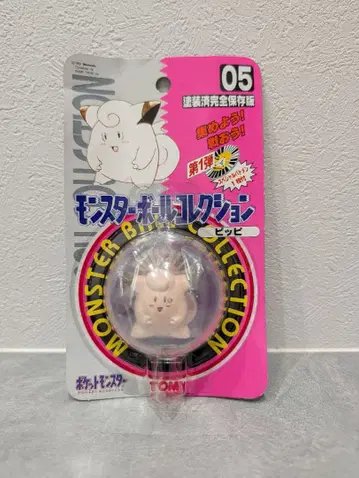 05
塗装済完全保存版
集めよう!
戦おう!
第1弾
モンスターボールコレクション
ピッピ
MONSTER BALL COLLECTION
TOMY
ポケットモンスター